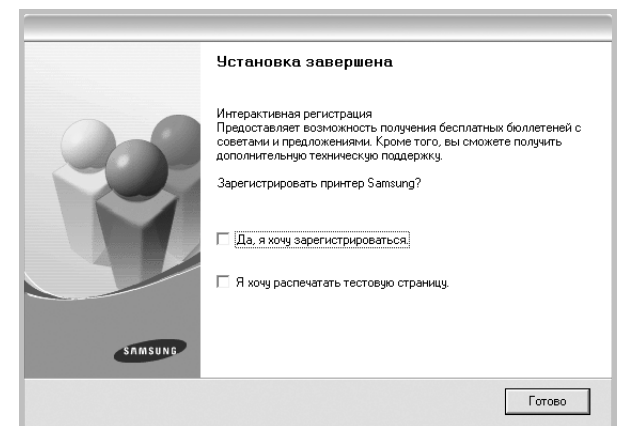 Установка завершена
Интерактивная регистрация
Предоставляет возможность получения бесплатных бюллетеней с
советами и предложениями. Кроме того, вы сможете получить
дополнительную техническую поддержку.
Зарегистрировать принтер Samsung?
Да, я хочу зарегистрироваться.
Я хочу распечатать тестовую страницу.
SAMSUNG
Готово